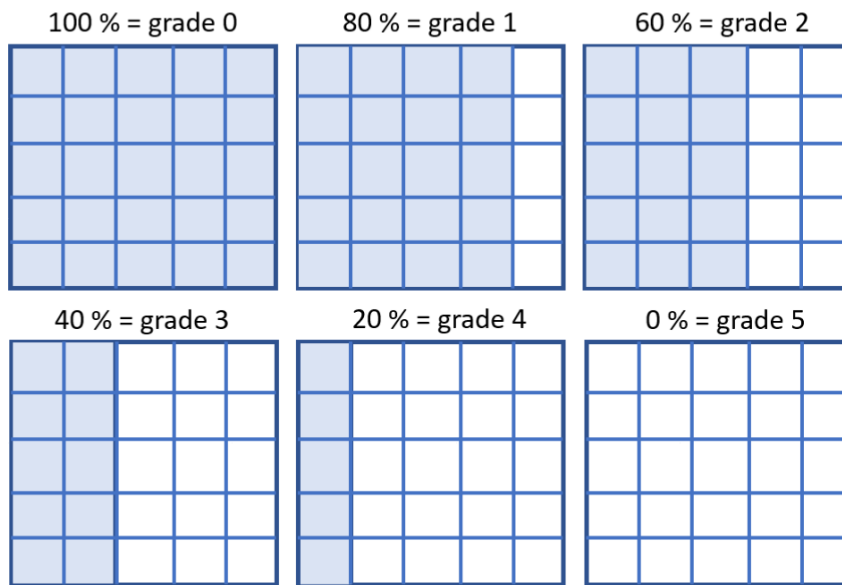 100 % = grade 0
80 % = grade 1
60 % = grade 2
40 % = grade 3
20 % = grade 4
0 % = grade 5